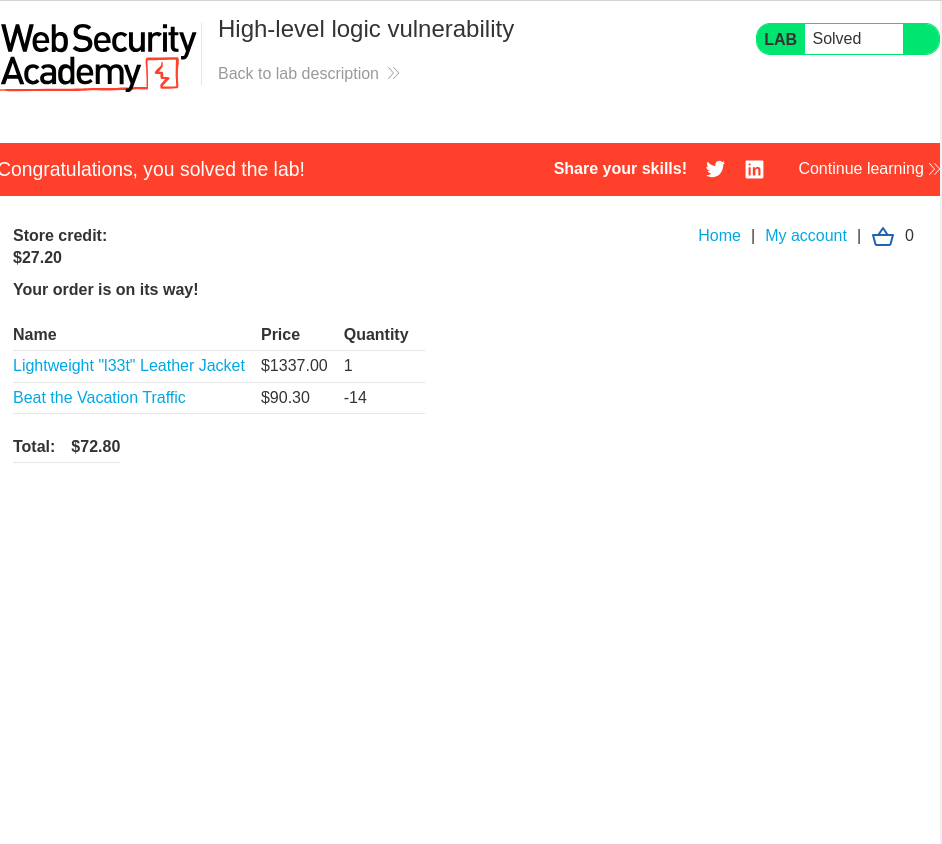 Web Security
Academy
High-level logic vulnerability
Back to lab description
LAB Solved
Congratulations, you solved the lab!
Share your skills!
Continue learning
Store credit:
$27.20
Home | My account | 0
Your order is on its way!
Name Price Quantity
Lightweight "l33t" Leather Jacket $1337.00 1
Beat the Vacation Traffic $90.30 -14
Total: $72.80